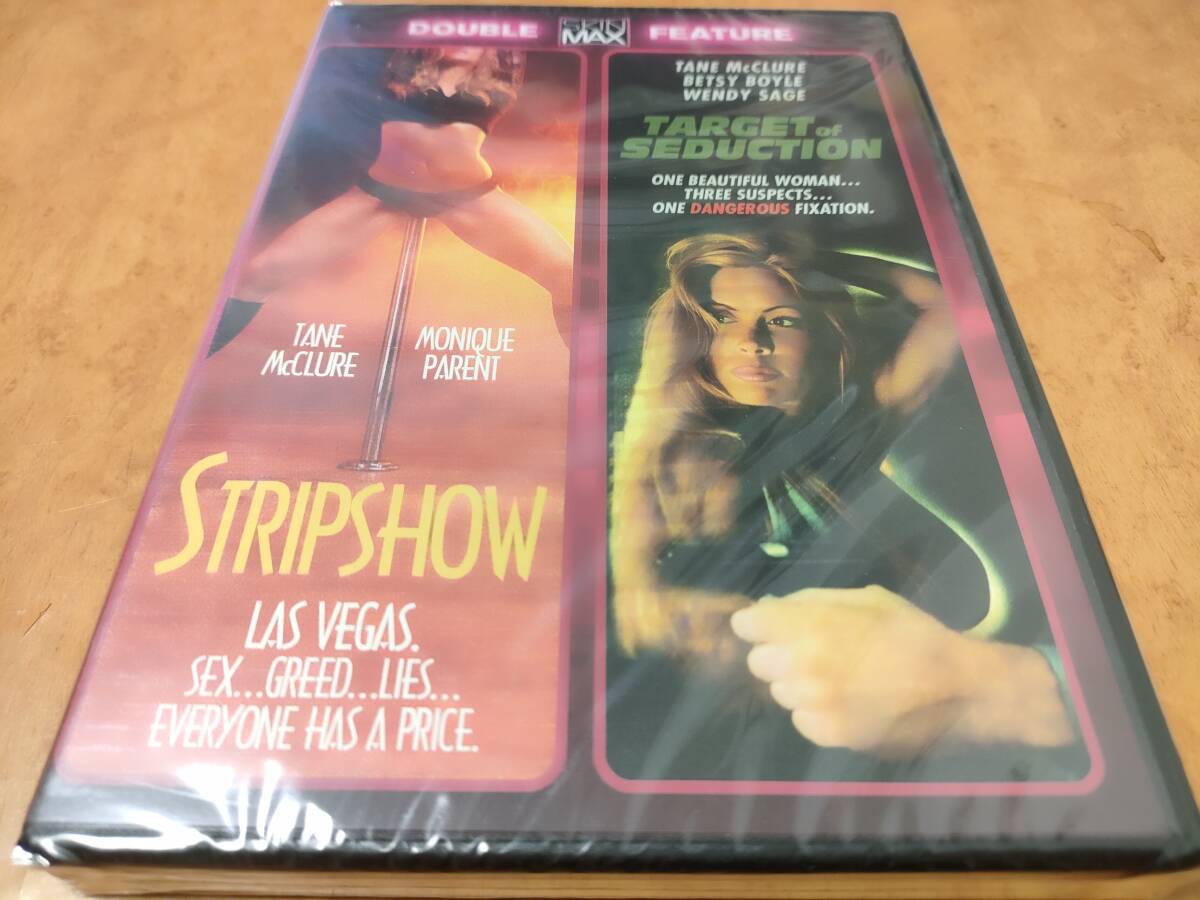 DOUBLE SKIN MAX FEATURE
TANE McCLURE
MONIQUE PARENT
STRIPSHOW
LAS VEGAS.
SEX...GREED...LIES...
EVERYONE HAS A PRICE.
TANE McCLURE
BETSY BOYLE
WENDY SAGE
TARGET of
SEDUCTION
ONE BEAUTIFUL WOMAN...
THREE SUSPECTS...
ONE DANGEROUS FIXATION.